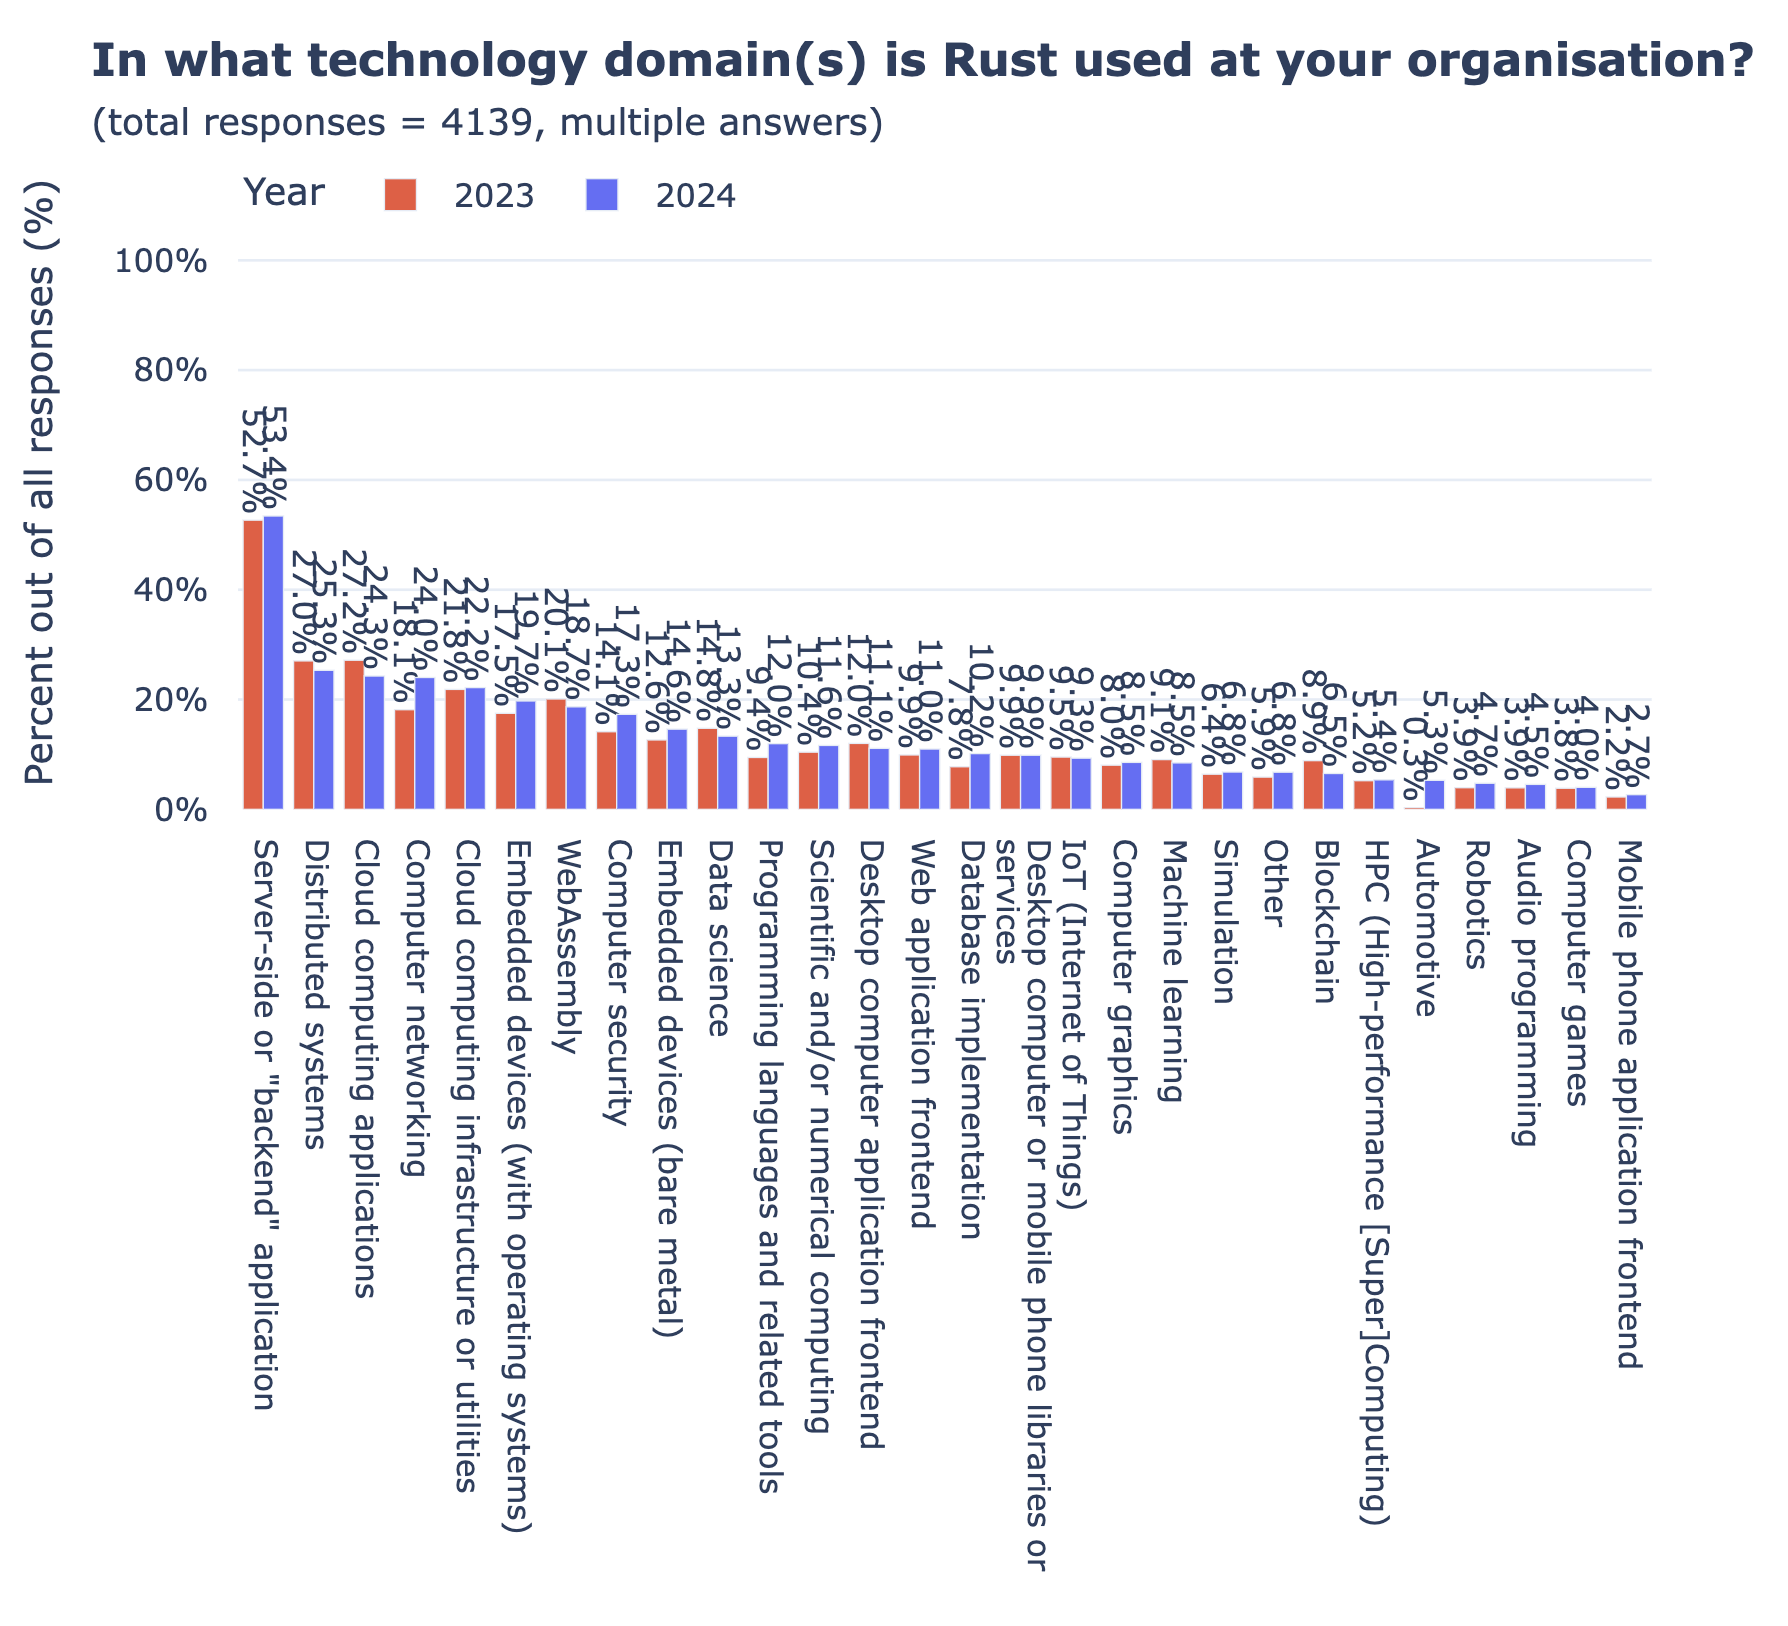 In what technology domain(s) is Rust used at your organisation?
(total responses = 4139, multiple answers)
Year
2023
2024
Percent out of all responses (%)
100%
80%
60%
40%
20%
0%
52.7%
53.4%
27.0%
25.3%
27.2%
24.3%
18.1%
24.0%
21.8%
22.2%
17.5%
19.7%
20.1%
18.7%
14.1%
17.3%
12.6%
14.6%
14.8%
13.3%
9.4%
12.0%
10.4%
11.6%
12.0%
11.1%
9.9%
11.0%
7.8%
10.2%
9.9%
9.9%
9.5%
9.3%
8.0%
8.5%
9.1%
8.5%
6.4%
6.8%
5.9%
6.8%
8.9%
6.5%
5.2%
5.4%
0.3%
5.3%
3.9%
4.7%
3.9%
4.5%
3.8%
4.0%
2.2%
2.7%
Server-side or "backend" application
Distributed systems
Cloud computing applications
Computer networking
Cloud computing infrastructure or utilities
Embedded devices (with operating systems)
WebAssembly
Computer security
Embedded devices (bare metal)
Data science
Programming languages and related tools
Scientific and/or numerical computing
Desktop computer application frontend
Web application frontend
Database implementation
Desktop computer or mobile phone libraries or
services
IoT (Internet of Things)
Computer graphics
Machine learning
Simulation
Other
Blockchain
HPC (High-performance [Super]Computing)
Automotive
Robotics
Audio programming
Computer games
Mobile phone application frontend